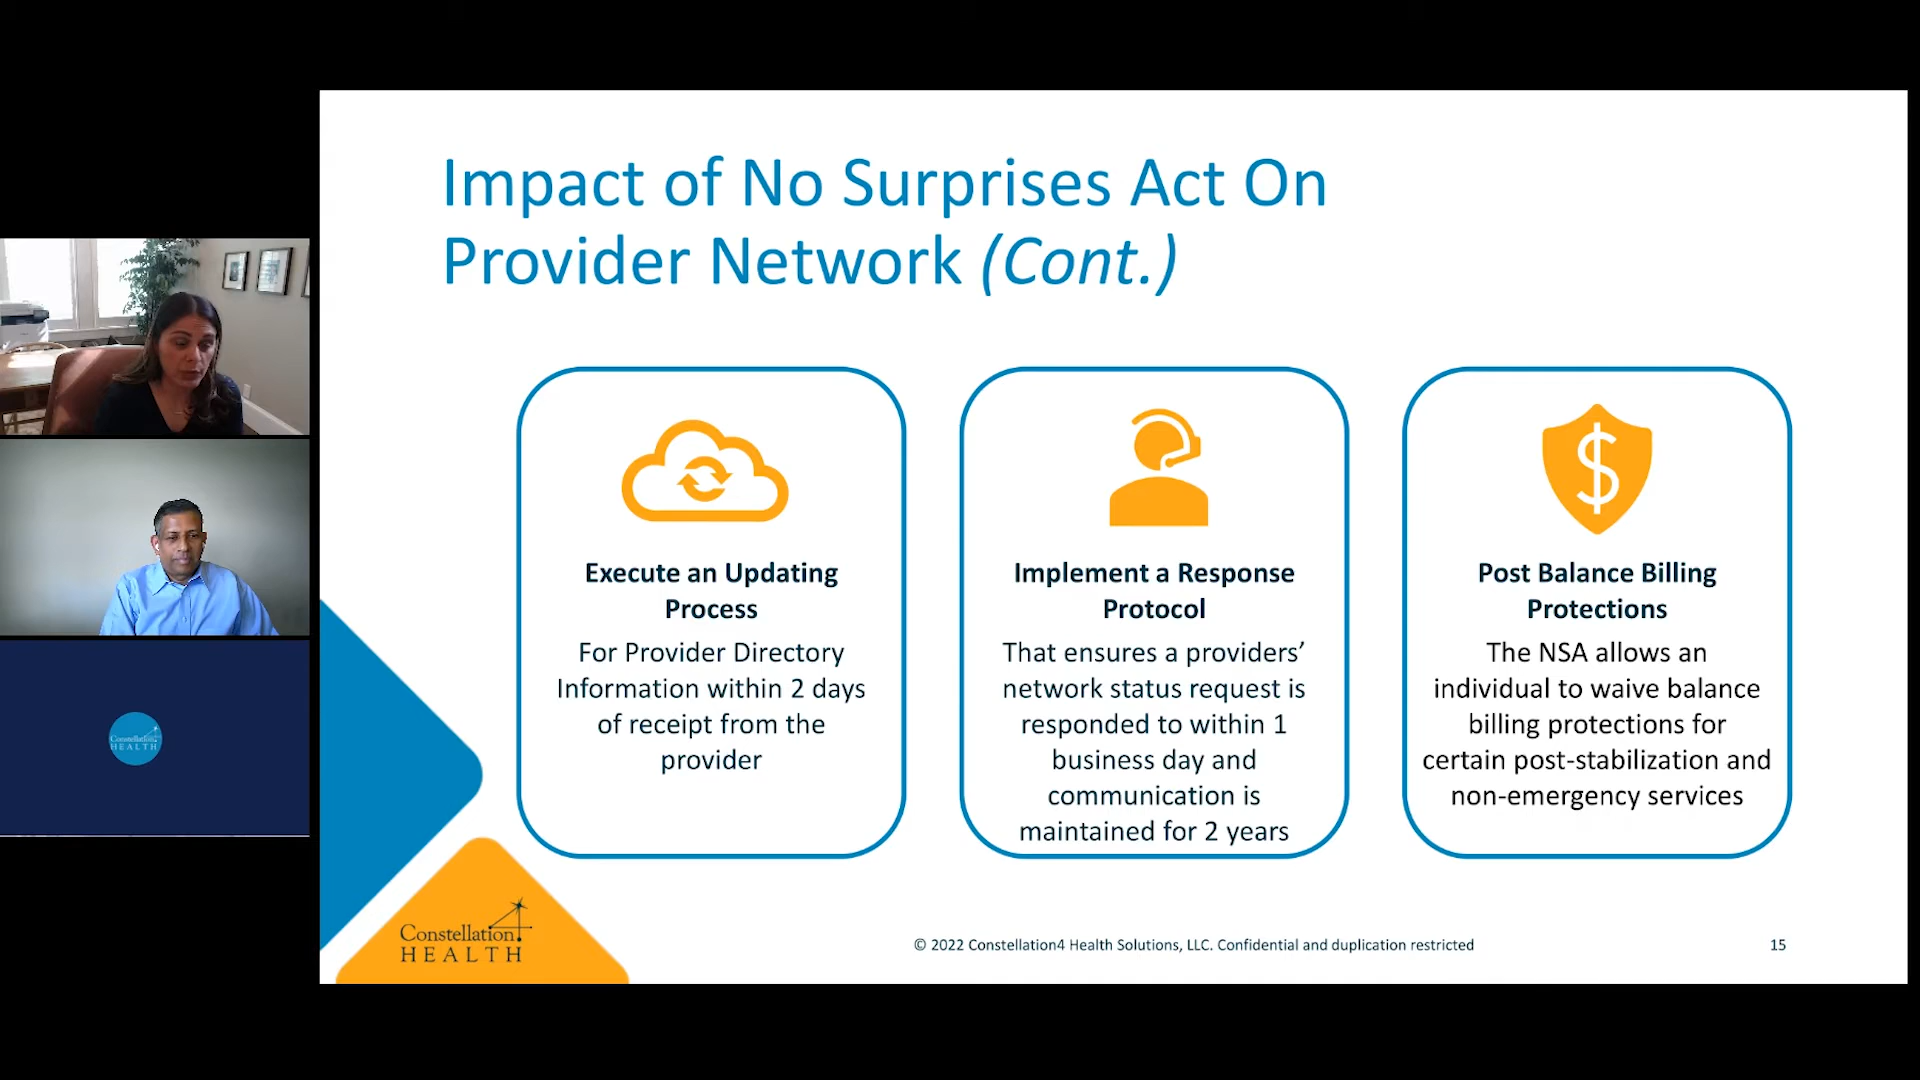 Impact of No Surprises Act On
Provider Network (Cont.)
Execute an Updating
Process
For Provider Directory
Information within 2 days
of receipt from the
provider
Implement a Response
Protocol
That ensures a providers’
network status request is
responded to within 1
business day and
communication is
maintained for 2 years
$
Post Balance Billing
Protections
The NSA allows an
individual to waive balance
billing protections for
certain post-stabilization and
non-emergency services
Constellation
HEALTH
Constellation4
HEALTH
© 2022 Constellation4 Health Solutions, LLC. Confidential and duplication restricted
15